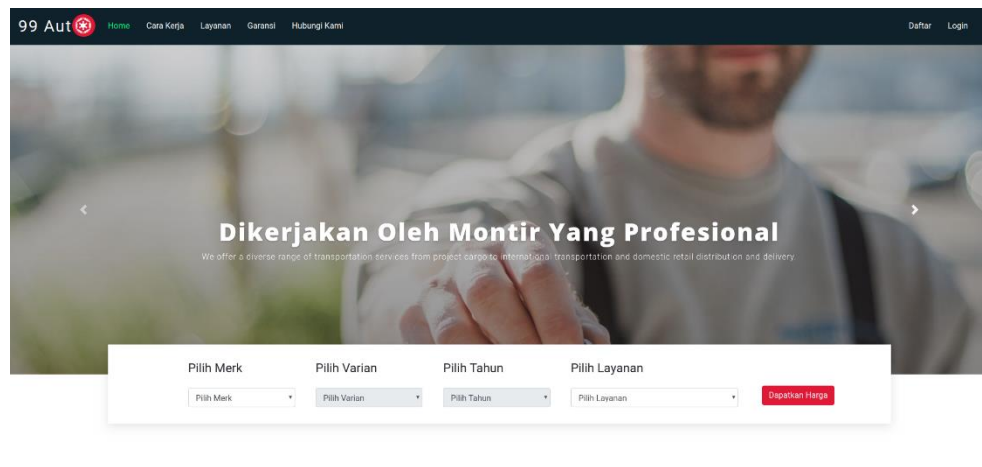 99 Aut
Home Cara Kerja Layanan Garansi Hubungi Kami Daftar Login
Dikerjakan Oleh Montir Yang Profesional
We offer a diverse range of transportation services from project cargo to international transportation and domestic retail distribution and delivery.
Pilih Merk Pilih Varian Pilih Tahun Pilih Layanan
Pilih Merk Pilih Varian Pilih Tahun Pilih Layanan Dapatkan Harga